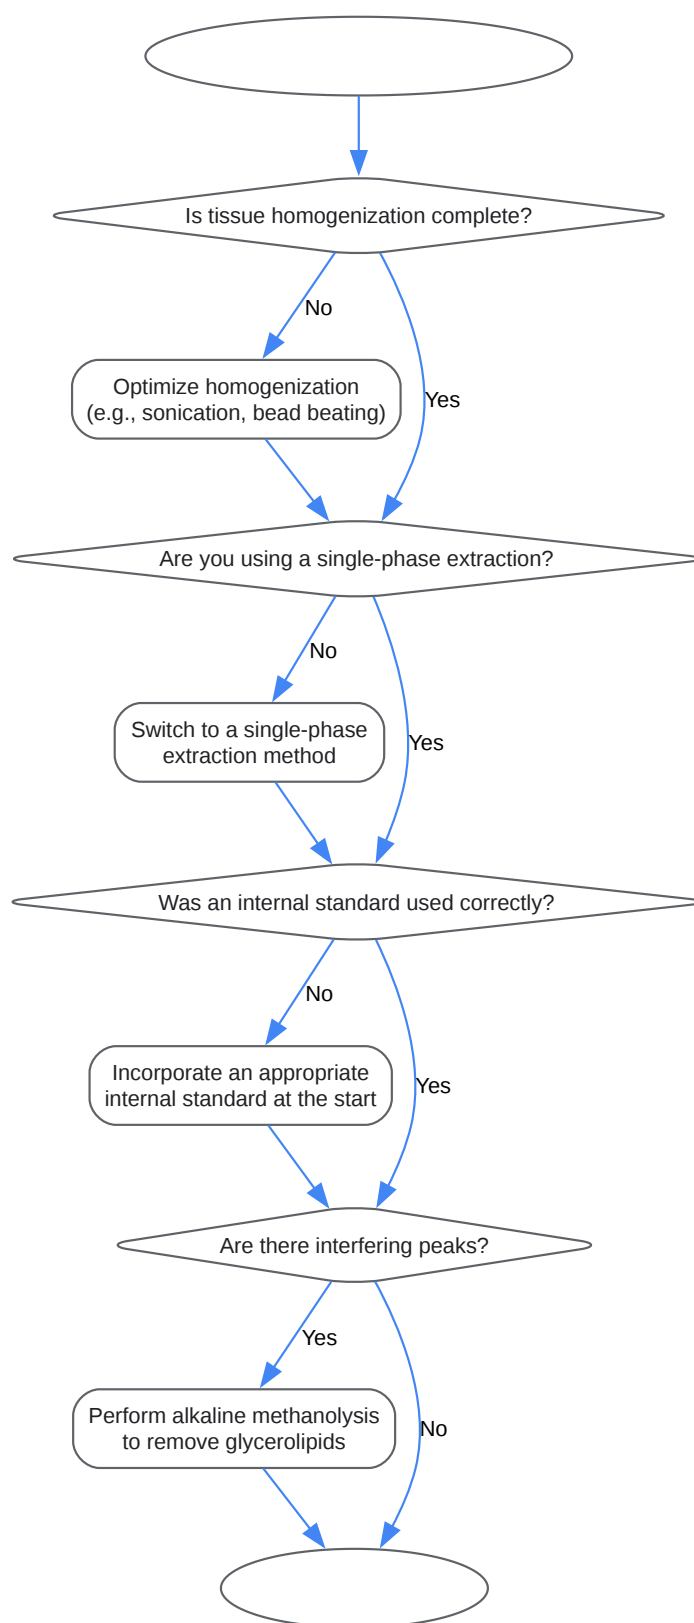 Is tissue homogenization complete?
No
Optimize homogenization
(e.g., sonication, bead beating)
Yes
Are you using a single-phase extraction?
No
Switch to a single-phase
extraction method
Yes
Was an internal standard used correctly?
No
Incorporate an appropriate
internal standard at the start
Yes
Are there interfering peaks?
Yes
Perform alkaline methanolysis
to remove glycerolipids
No